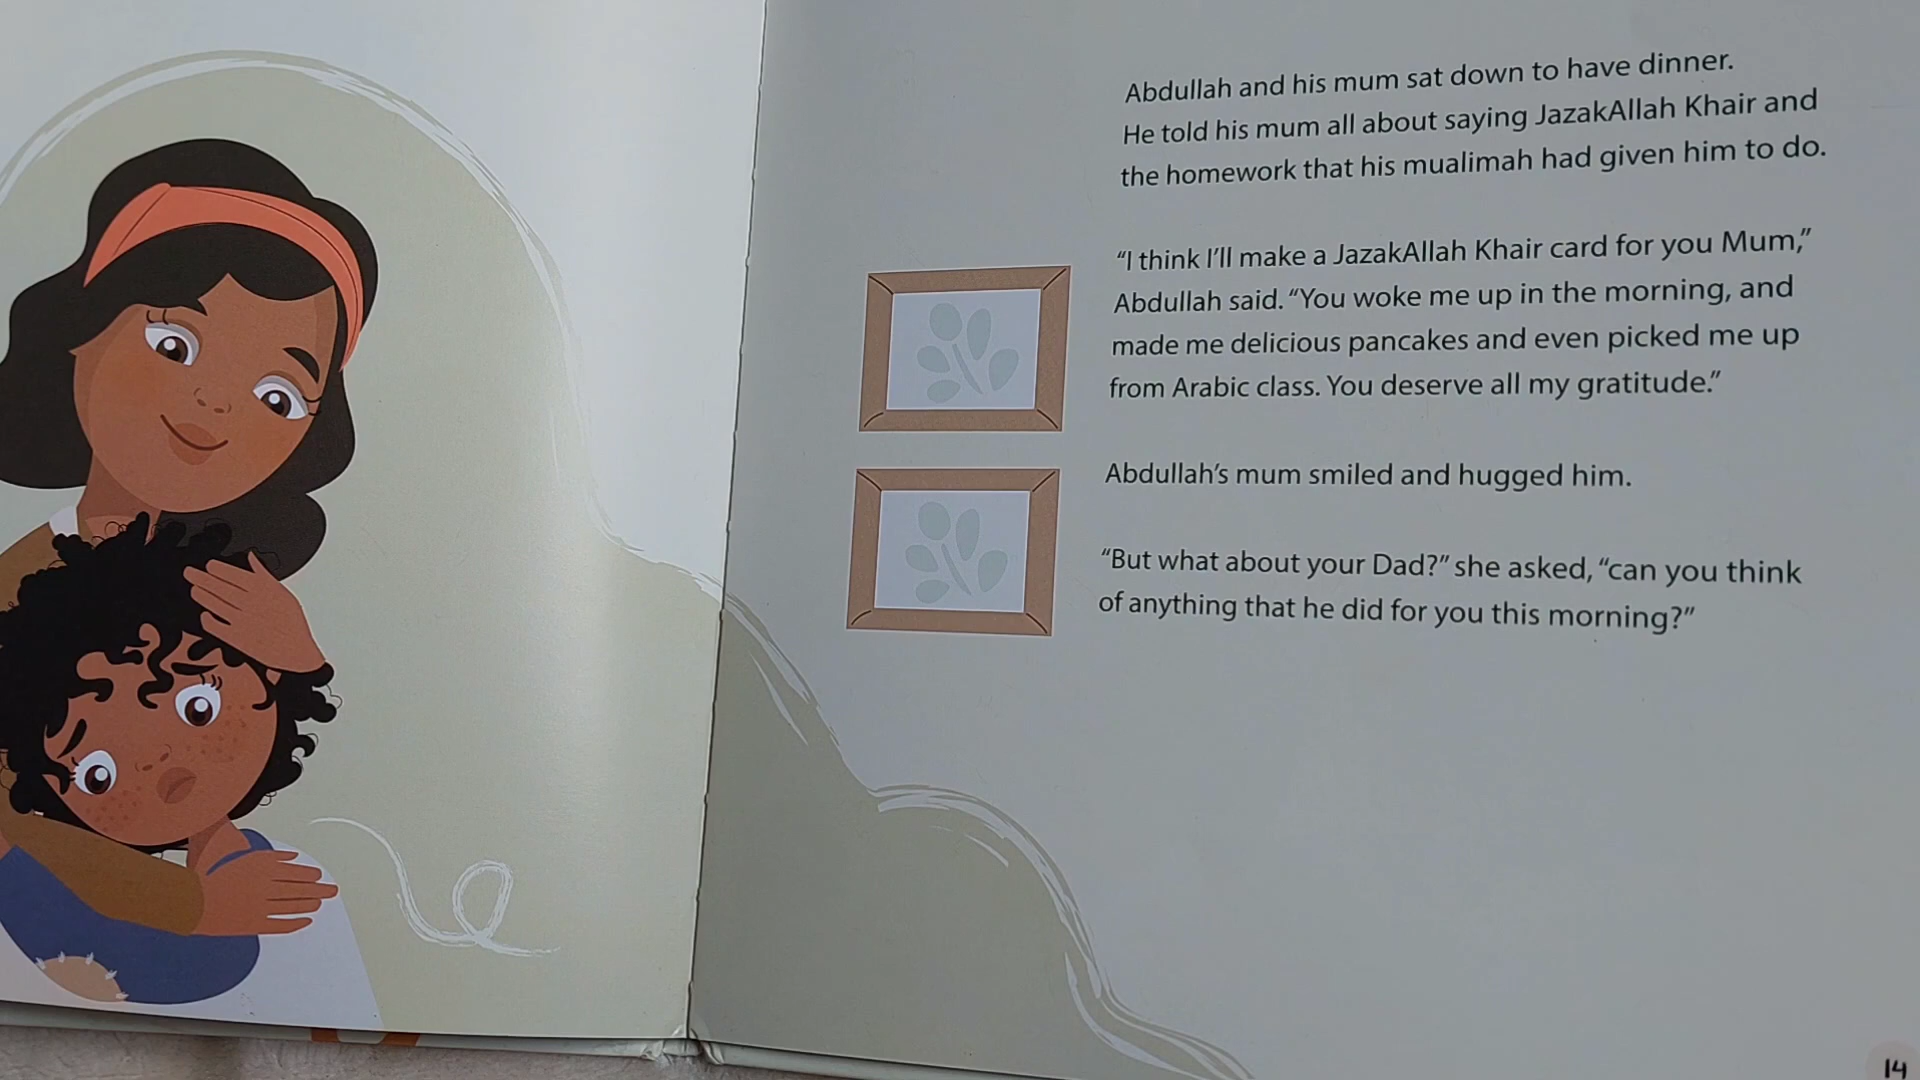 Abdullah and his mum sat down to have dinner.
He told his mum all about saying JazakAllah Khair and
the homework that his mualimah had given him to do.
“I think I’ll make a JazakAllah Khair card for you Mum,”
Abdullah said. “You woke me up in the morning, and
made me delicious pancakes and even picked me up
from Arabic class. You deserve all my gratitude.”
Abdullah’s mum smiled and hugged him.
“But what about your Dad?” she asked, “can you think
of anything that he did for you this morning?”
14